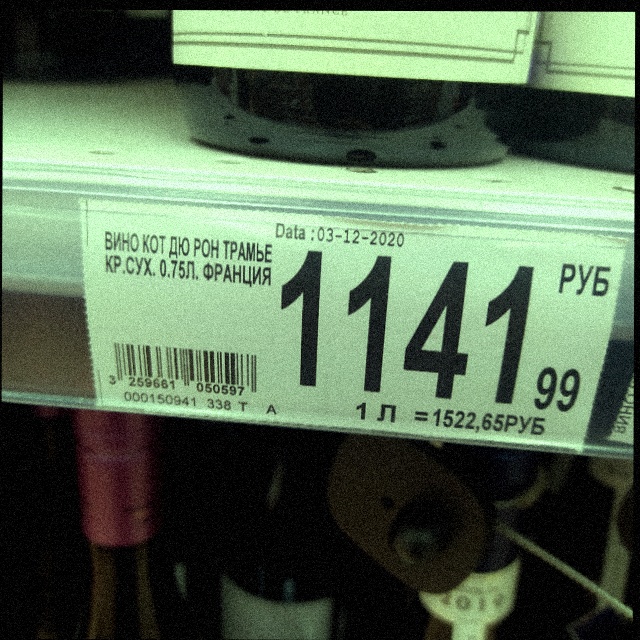 Data : 03-12-2020
ВИНО КОТ ДЮ РОН ТРАМЬЕ
КР.СУХ. 0.75Л. ФРАНЦИЯ
1141 99 РУБ
3 259661 050597
000150941 338 Т А
1 Л =1522,65РУБ